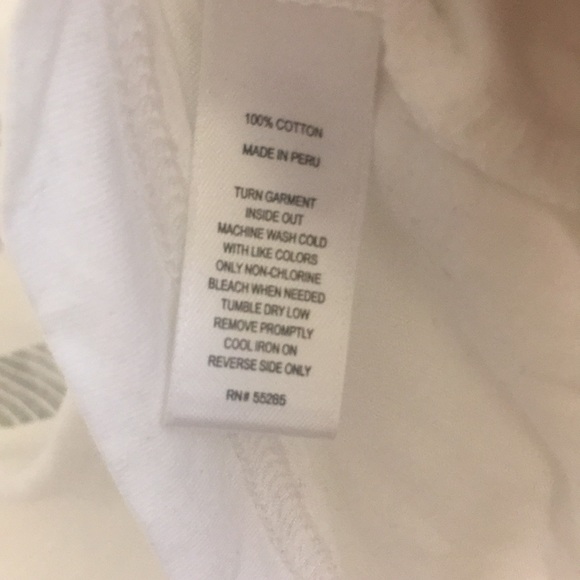 100% COTTON
MADE IN PERU
TURN GARMENT
INSIDE OUT
MACHINE WASH COLD
WITH LIKE COLORS
ONLY NON-CHLORINE
BLEACH WHEN NEEDED
TUMBLE DRY LOW
REMOVE PROMPTLY
COOL IRON ON
REVERSE SIDE ONLY
RN# 55285